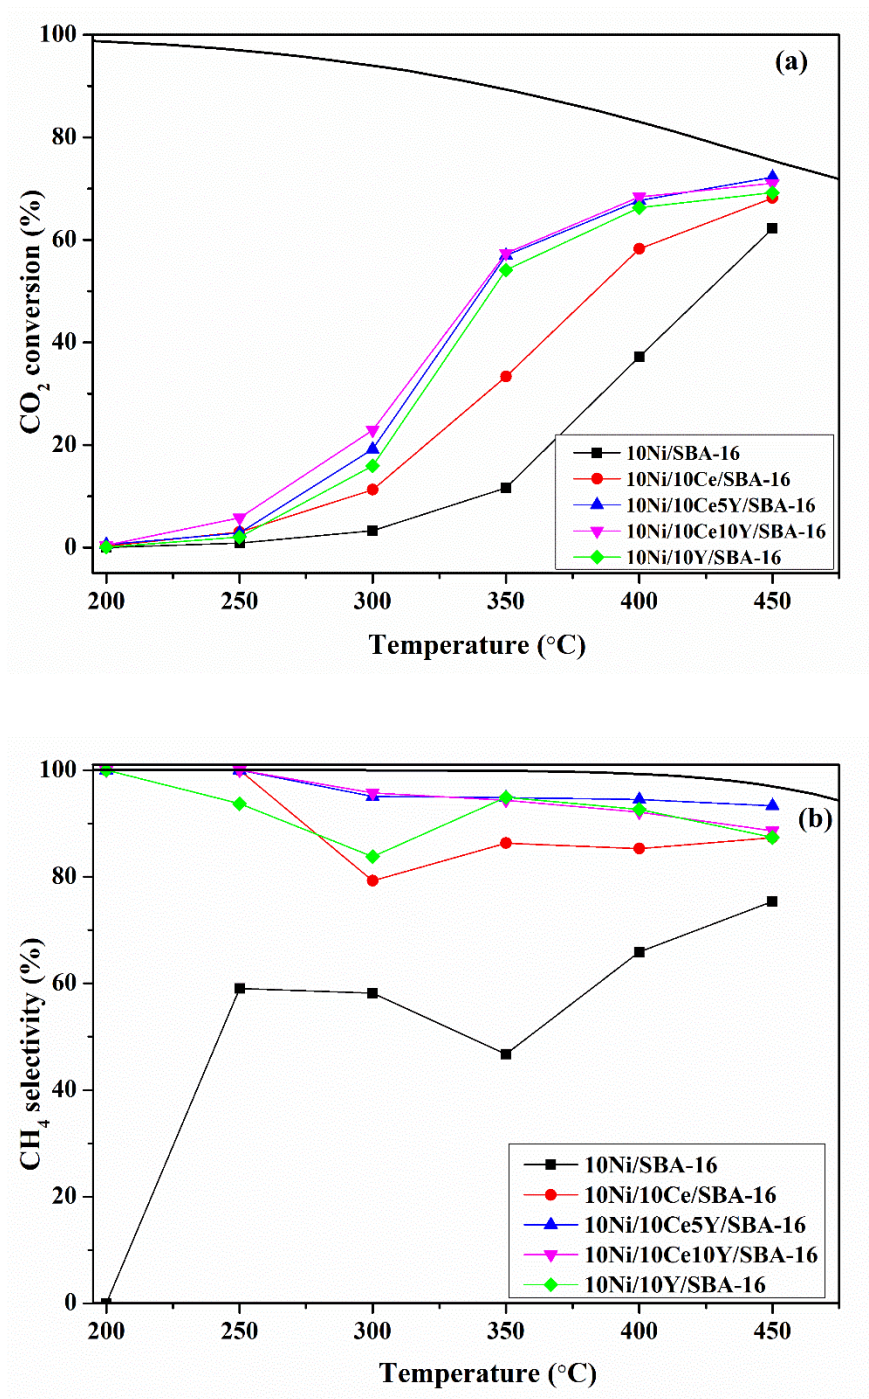 (a)
100
80
60
40
20
0
CO2 conversion (%)
10Ni/SBA-16
10Ni/10Ce/SBA-16
10Ni/10Ce5Y/SBA-16
10Ni/10Ce10Y/SBA-16
10Ni/10Y/SBA-16
200 250 300 350 400 450
Temperature (°C)
(b)
100
80
60
40
20
0
CH4 selectivity (%)
10Ni/SBA-16
10Ni/10Ce/SBA-16
10Ni/10Ce5Y/SBA-16
10Ni/10Ce10Y/SBA-16
10Ni/10Y/SBA-16
200 250 300 350 400 450
Temperature (°C)